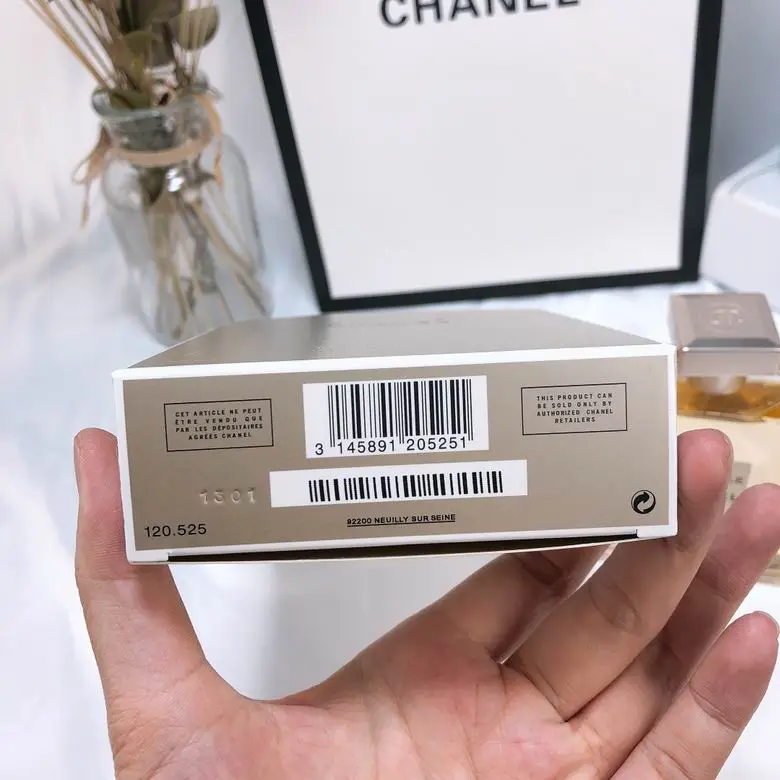 CHANEL
CET ARTICLE NE PEUT
ÊTRE VENDU QUE
PAR LES DÉPOSITAIRES
AGRÉÉS CHANEL
THIS PRODUCT CAN
BE SOLD ONLY BY
AUTHORIZED CHANEL
RETAILERS
3 145891 205251
1301
120.525
92200 NEUILLY SUR SEINE